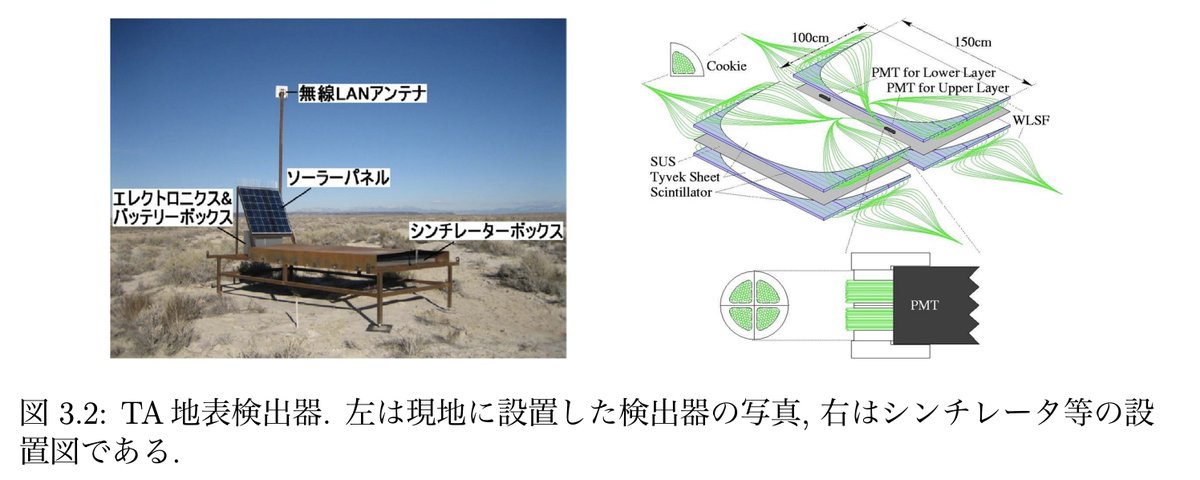 無線LANアンテナ
ソーラーパネル
エレクトロニクス&
バッテリーボックス
シンチレーターボックス
100cm
150cm
Cookie
PMT for Lower Layer
PMT for Upper Layer
WLSF
SUS
Tyvek Sheet
Scintillator
PMT
図 3.2: TA 地表検出器. 左は現地に設置した検出器の写真, 右はシンチレータ等の設
置図である.